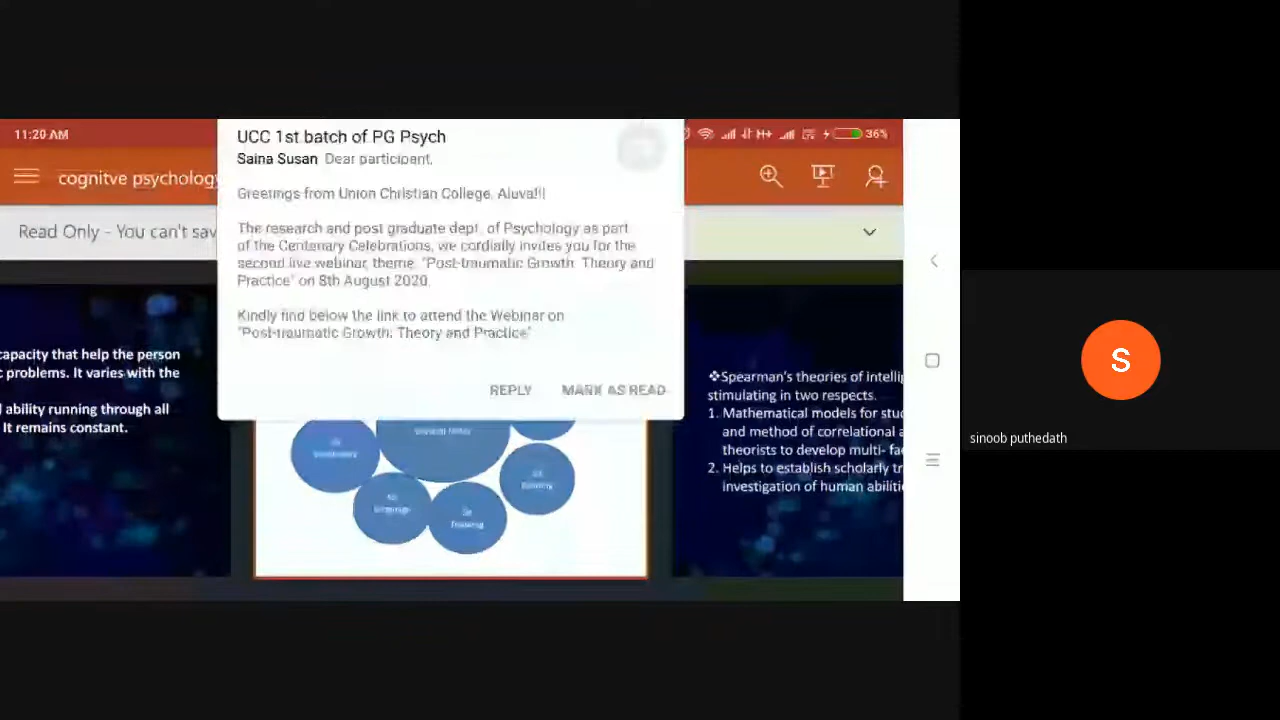 11:20 AM
UCC 1st batch of PG Psych
H+
36%
Saina Susan Dear participant,
cognitve psychology
Greetings from Union Christian College, Aluva!!!
Read Only - You can't sav
The research and post graduate dept. of Psychology as part
of the Centenary Celebrations, we cordially invites you for the
second live webinar, theme: "Post-traumatic Growth: Theory and
Practice" on 8th August 2020.
Kindly find below the link to attend the Webinar on
"Post-traumatic Growth: Theory and Practice"
REPLY MARK AS READ
capacity that help the person
problems. It varies with the
ability running through all
It remains constant.
❖Spearman's theories of intellig
stimulating in two respects.
1. Mathematical models for stud
and method of correlational a
theorists to develop multi- fa
2. Helps to establish scholarly tr
investigation of human abilitie
S
sinoob puthedath